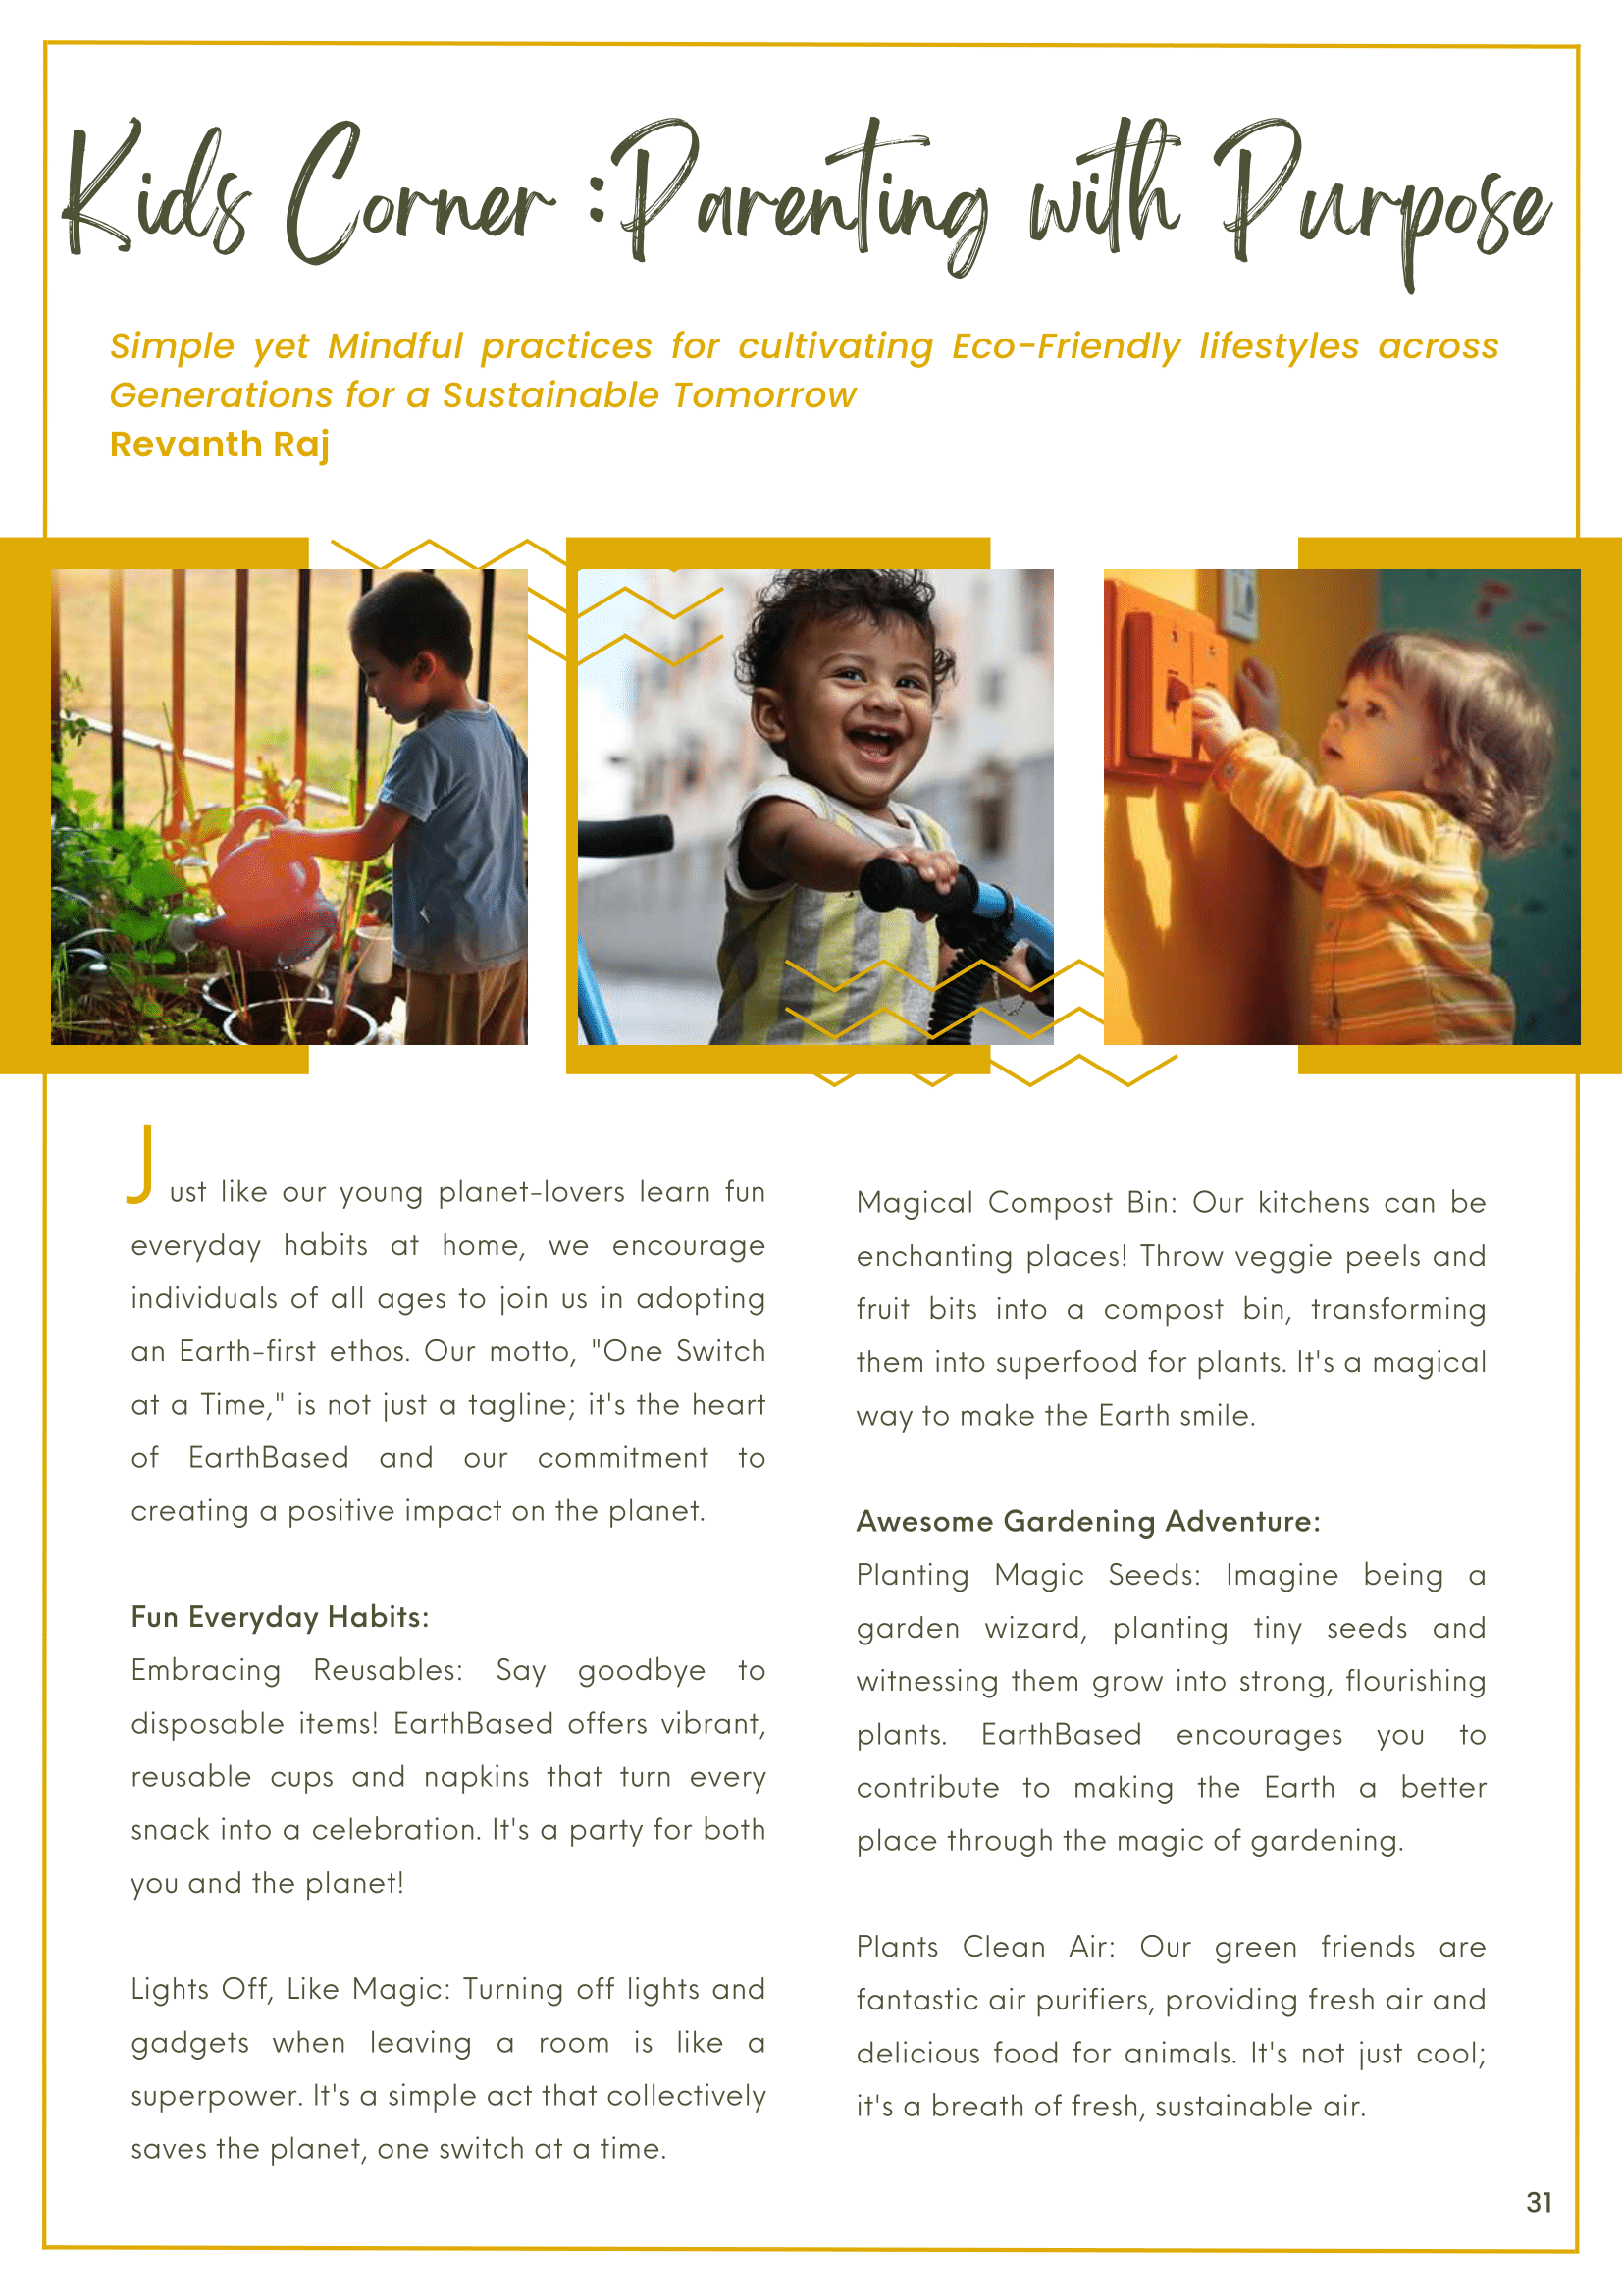 Kids Corner :Parenting with Purpose
Simple yet Mindful practices for cultivating Eco-Friendly lifestyles across
Generations for a Sustainable Tomorrow
Revanth Raj
Just like our young planet-lovers learn fun
everyday habits at home, we encourage
individuals of all ages to join us in adopting
an Earth-first ethos. Our motto, "One Switch
at a Time," is not just a tagline; it's the heart
of EarthBased and our commitment to
creating a positive impact on the planet.
Fun Everyday Habits:
Embracing Reusables: Say goodbye to
disposable items! EarthBased offers vibrant,
reusable cups and napkins that turn every
snack into a celebration. It's a party for both
you and the planet!
Lights Off, Like Magic: Turning off lights and
gadgets when leaving a room is like a
superpower. It's a simple act that collectively
saves the planet, one switch at a time.
Magical Compost Bin: Our kitchens can be
enchanting places! Throw veggie peels and
fruit bits into a compost bin, transforming
them into superfood for plants. It's a magical
way to make the Earth smile.
Awesome Gardening Adventure:
Planting Magic Seeds: Imagine being a
garden wizard, planting tiny seeds and
witnessing them grow into strong, flourishing
plants. EarthBased encourages you to
contribute to making the Earth a better
place through the magic of gardening.
Plants Clean Air: Our green friends are
fantastic air purifiers, providing fresh air and
delicious food for animals. It's not just cool;
it's a breath of fresh, sustainable air.
31